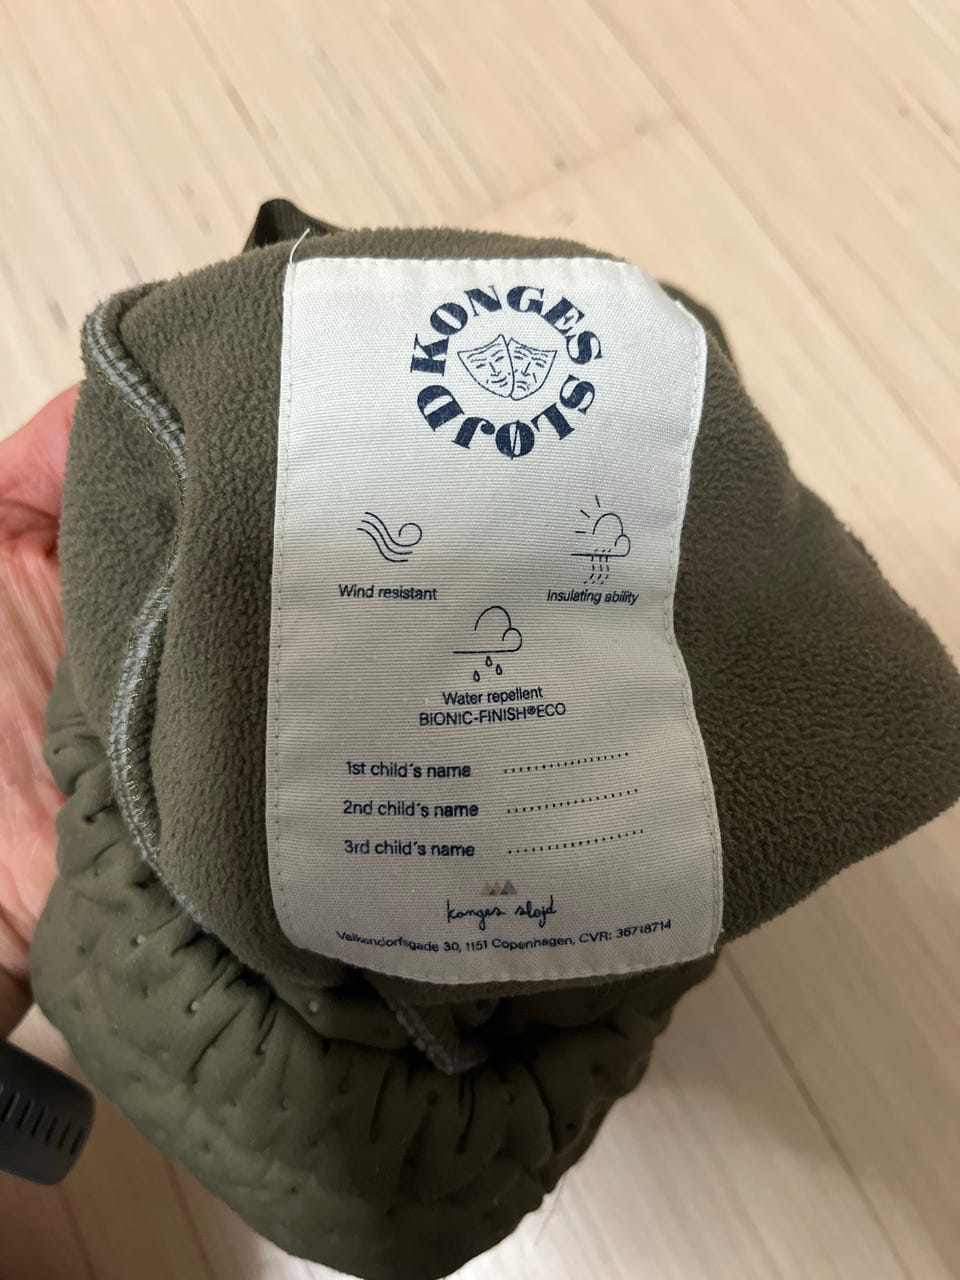 KONGES SLØJD
Wind resistant
Insulating ability
Water repellent
BIONIC-FINISH®ECO
1st child´s name ................
2nd child´s name ................
3rd child´s name ................
konges sløjd
Valkendorfsgade 30, 1151 Copenhagen, CVR: 36718714